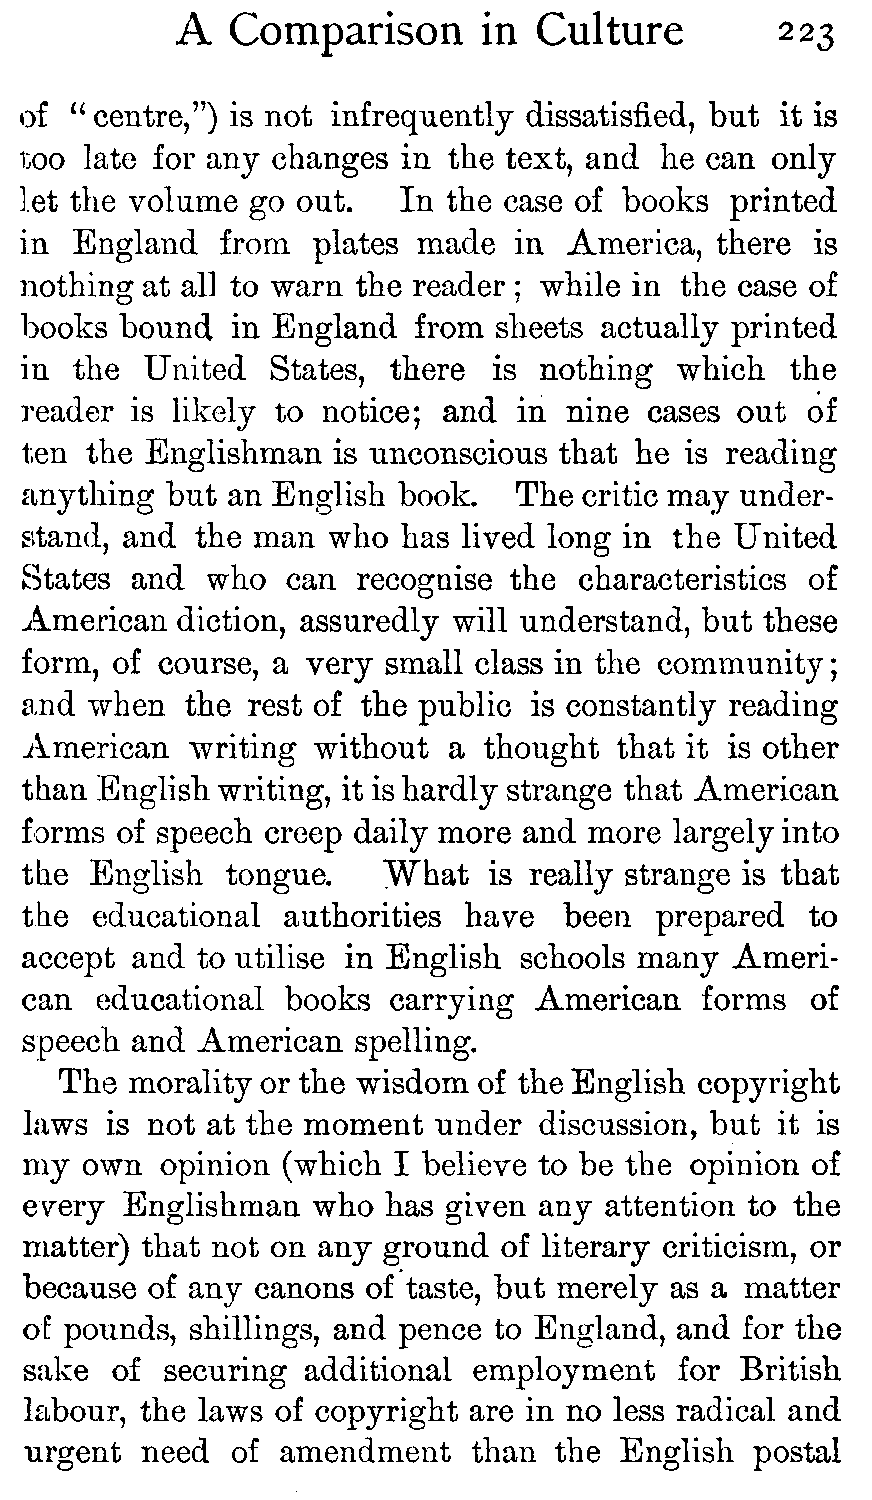 A Comparison in Culture 223
of “centre,”) is not infrequently dissatisfied, but it is
too late for any changes in the text, and he can only
let the volume go out. In the case of books printed
in England from plates made in America, there is
nothing at all to warn the reader; while in the case of
books bound in England from sheets actually printed
in the United States, there is nothing which the
reader is likely to notice; and in nine cases out of
ten the Englishman is unconscious that he is reading
anything but an English book. The critic may under-
stand, and the man who has lived long in the United
States and who can recognise the characteristics of
American diction, assuredly will understand, but these
form, of course, a very small class in the community;
and when the rest of the public is constantly reading
American writing without a thought that it is other
than English writing, it is hardly strange that American
forms of speech creep daily more and more largely into
the English tongue. What is really strange is that
the educational authorities have been prepared to
accept and to utilise in English schools many Ameri-
can educational books carrying American forms of
speech and American spelling.
The morality or the wisdom of the English copyright
laws is not at the moment under discussion, but it is
my own opinion (which I believe to be the opinion of
every Englishman who has given any attention to the
matter) that not on any ground of literary criticism, or
because of any canons of taste, but merely as a matter
of pounds, shillings, and pence to England, and for the
sake of securing additional employment for British
labour, the laws of copyright are in no less radical and
urgent need of amendment than the English postal